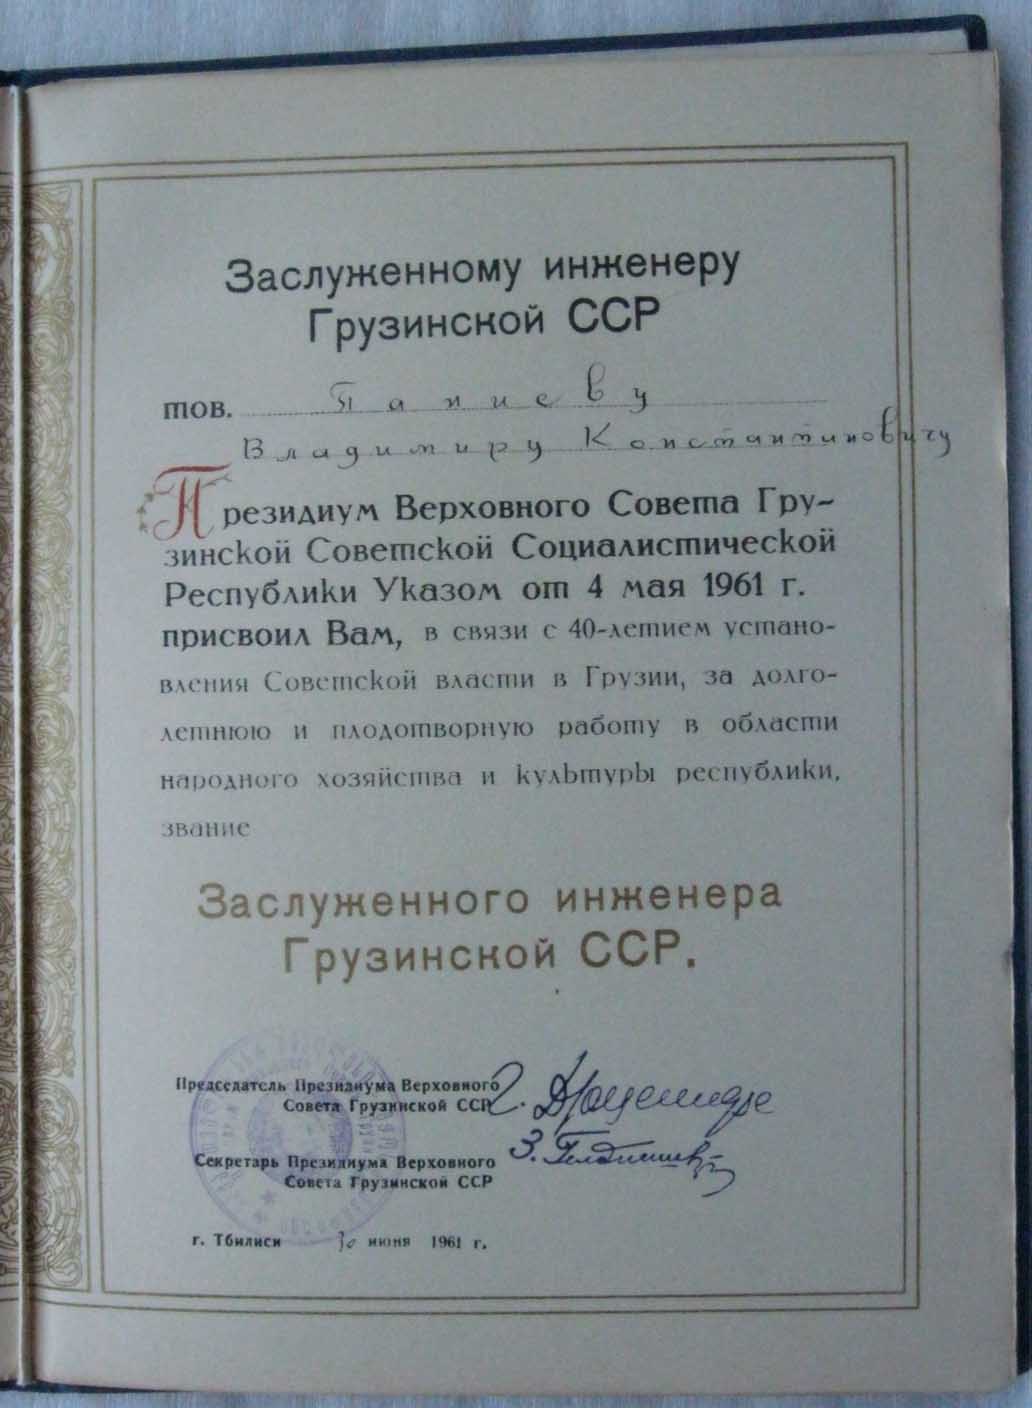 Заслуженному инженеру
Грузинской ССР
тов. Папиеву
Владимиру Константиновичу
Президиум Верховного Совета Гру-
зинской Советской Социалистической
Республики Указом от 4 мая 1961 г.
присвоил Вам, в связи с 40-летием устано-
вления Советской власти в Грузии, за долго-
летнюю и плодотворную работу в области
народного хозяйства и культуры республики,
звание
Заслуженного инженера
Грузинской ССР.
Председатель Президиума Верховного
Совета Грузинской ССР Г. Дзоценидзе
Секретарь Президиума Верховного
Совета Грузинской ССР З.
г. Тбилиси 30 июня 1961 г.